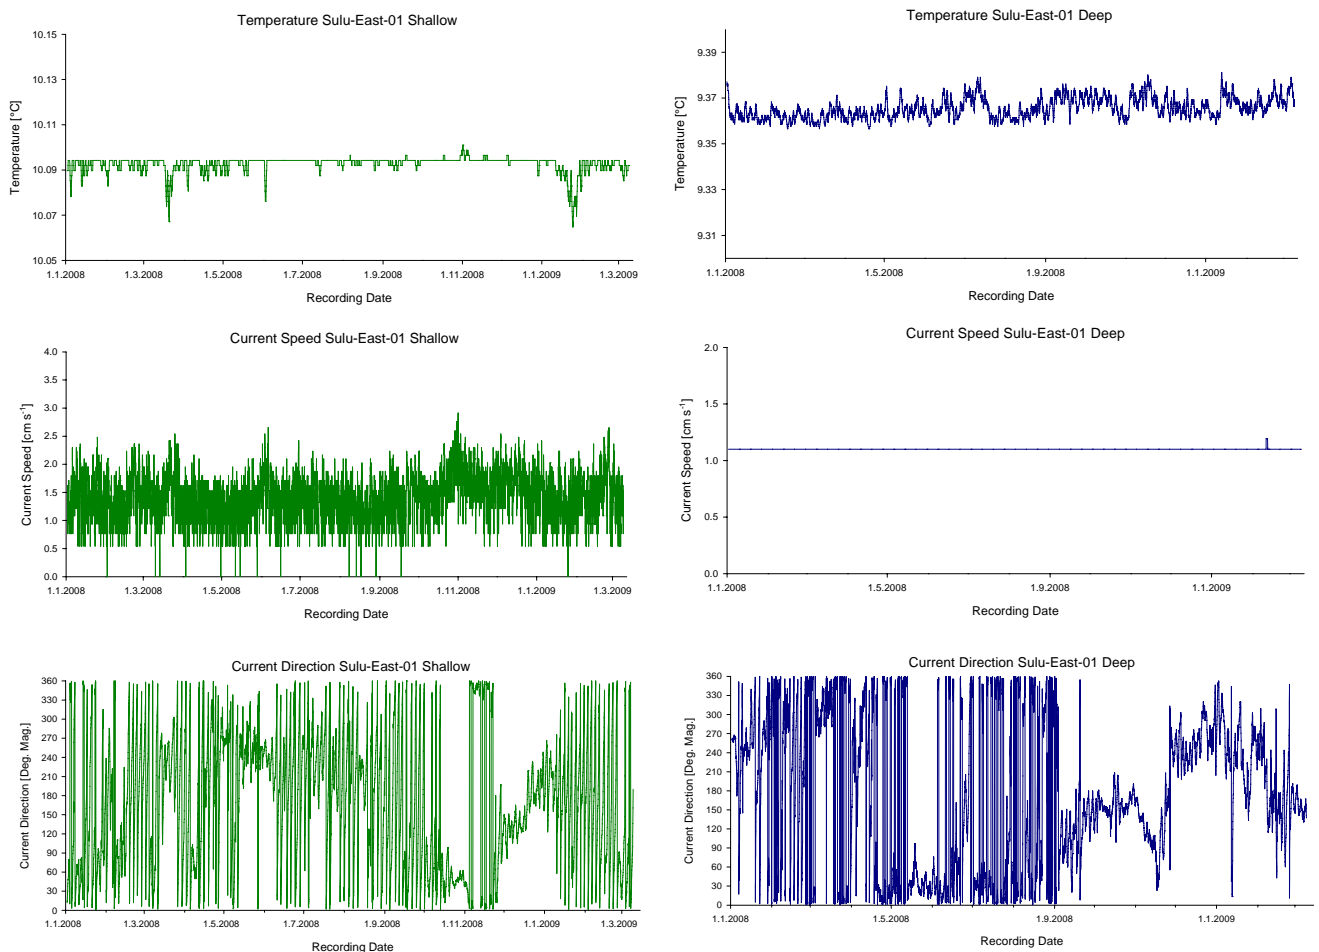 Temperature Sulu-East-01 Shallow
Temperature [°C]
10.15
10.13
10.11
10.09
10.07
10.05
1.1.2008 1.3.2008 1.5.2008 1.7.2008 1.9.2008 1.11.2008 1.1.2009 1.3.2009
Recording Date
Temperature Sulu-East-01 Deep
Temperature [°C]
9.39
9.37
9.35
9.33
9.31
1.1.2008 1.5.2008 1.9.2008 1.1.2009
Recording Date
Current Speed Sulu-East-01 Shallow
Current Speed [cm s-1]
4.0
3.5
3.0
2.5
2.0
1.5
1.0
0.5
0.0
1.1.2008 1.3.2008 1.5.2008 1.7.2008 1.9.2008 1.11.2008 1.1.2009 1.3.2009
Recording Date
Current Speed Sulu-East-01 Deep
Current Speed [cm s-1]
2.0
1.5
1.0
0.5
0.0
1.1.2008 1.5.2008 1.9.2008 1.1.2009
Recording Date
Current Direction Sulu-East-01 Shallow
Current Direction [Deg. Mag.]
360
330
300
270
240
210
180
150
120
90
60
30
0
1.1.2008 1.3.2008 1.5.2008 1.7.2008 1.9.2008 1.11.2008 1.1.2009 1.3.2009
Recording Date
Current Direction Sulu-East-01 Deep
Current Direction [Deg. Mag.]
360
330
300
270
240
210
180
150
120
90
60
30
0
1.1.2008 1.5.2008 1.9.2008 1.1.2009
Recording Date